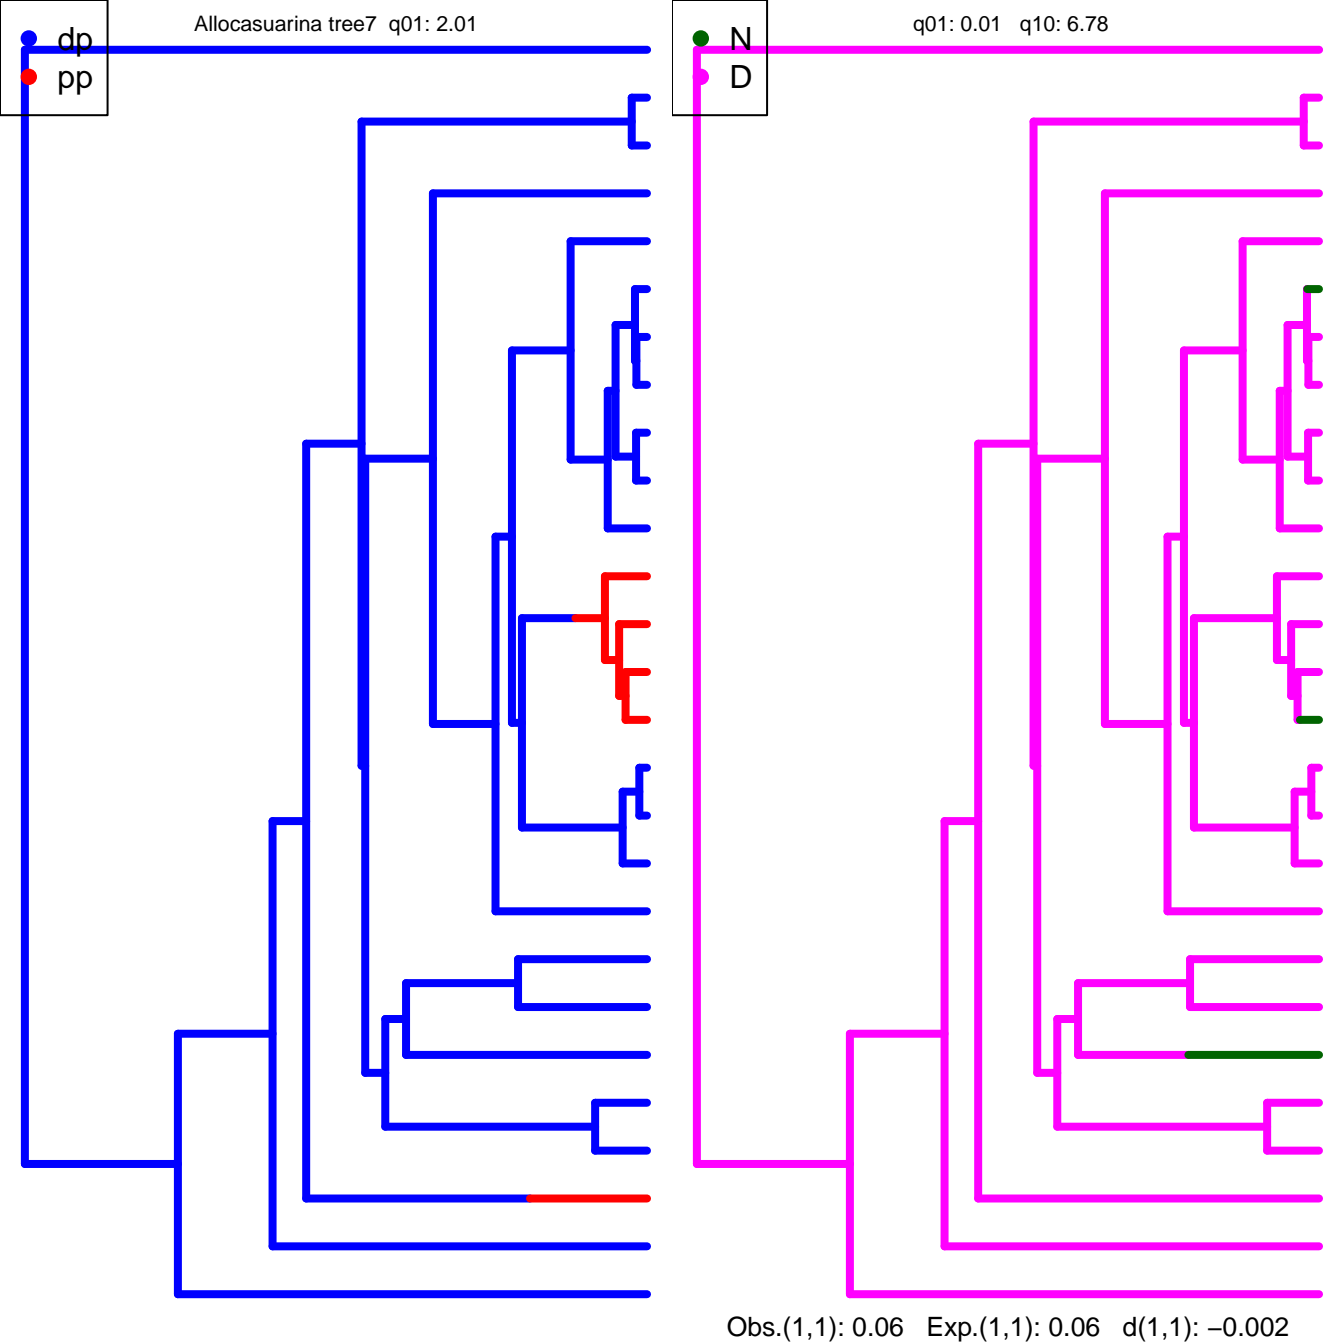 Allocasuarina tree7 q01: 2.01
dp
pp
q01: 0.01 q10: 6.78
N
D
Obs.(1,1): 0.06 Exp.(1,1): 0.06 d(1,1): −0.002